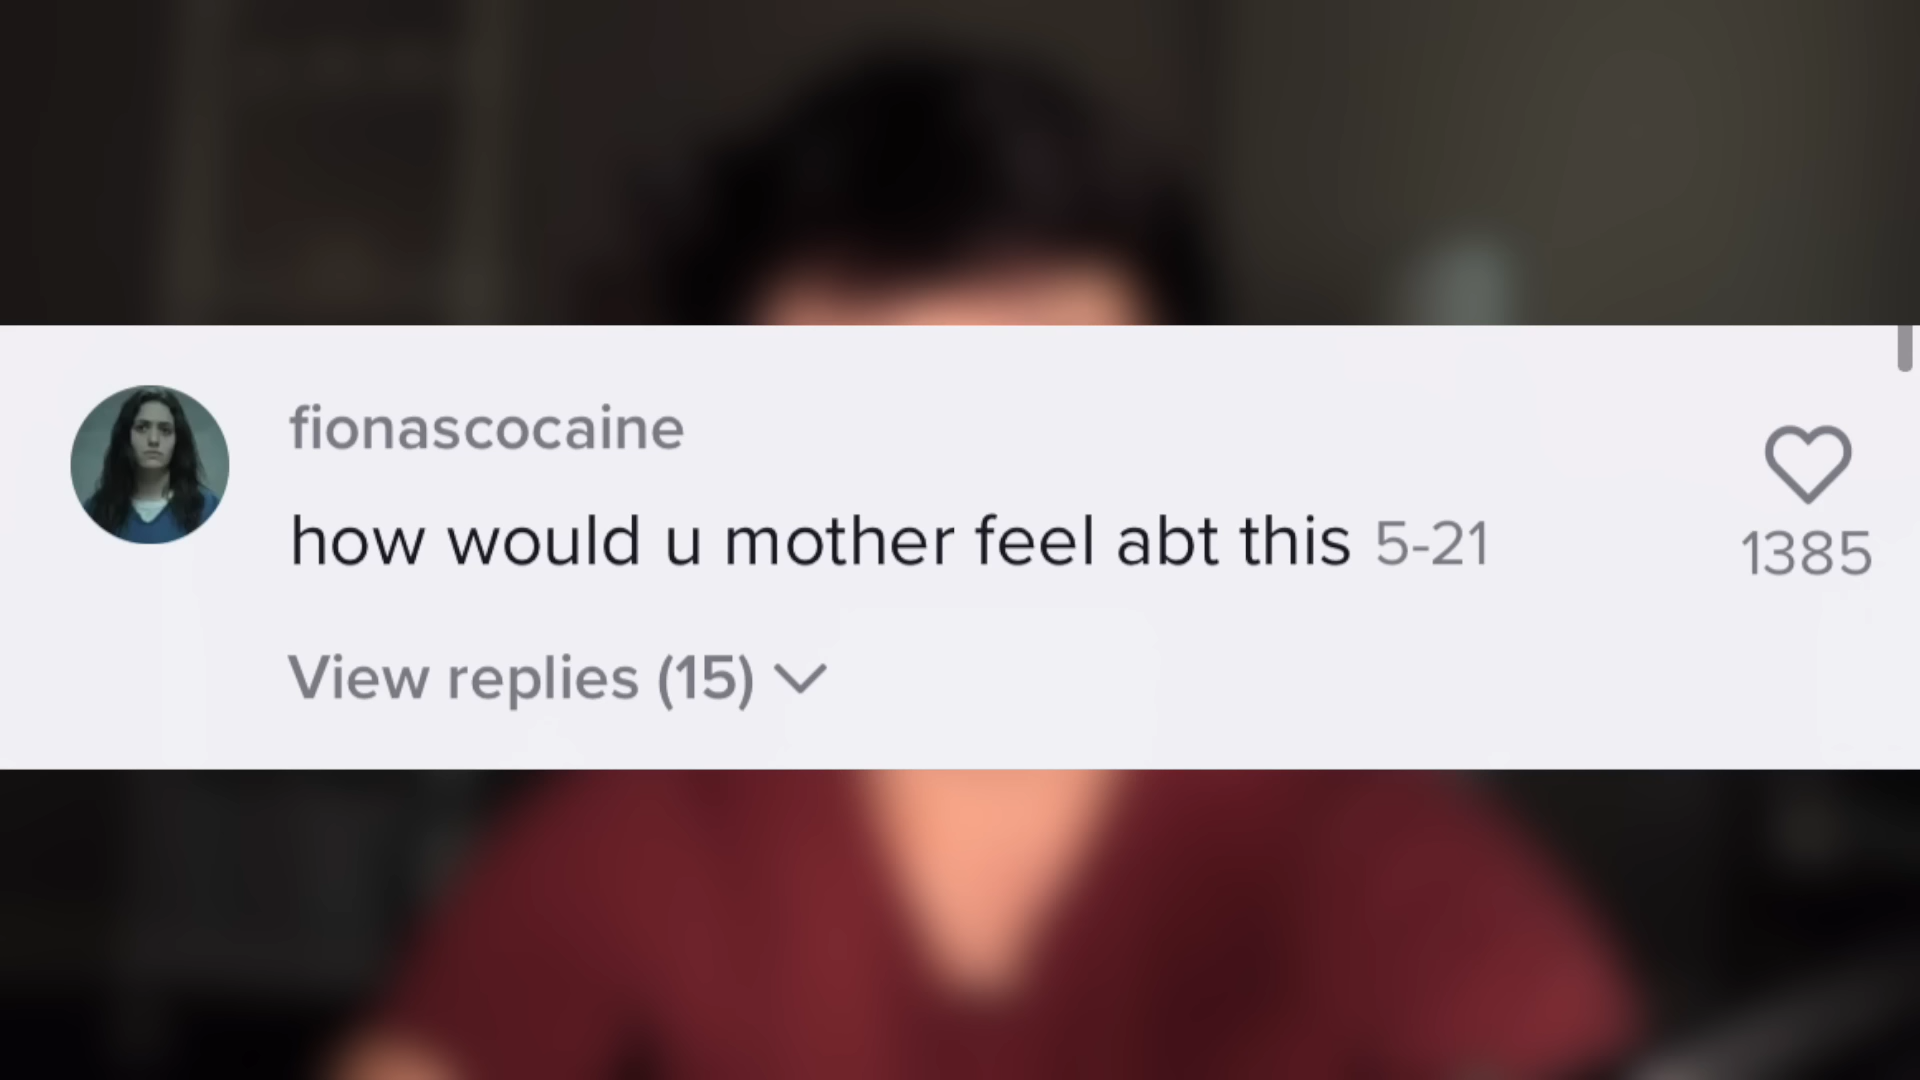 fionascocaine
how would u mother feel abt this 5-21
1385
View replies (15)